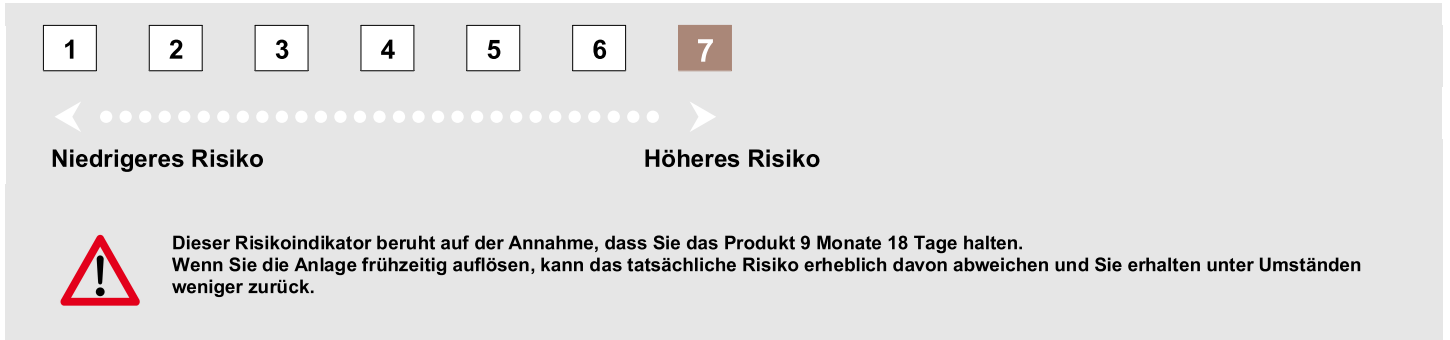 1 2 3 4 5 6 7
Niedrigeres Risiko Höheres Risiko
Dieser Risikoindikator beruht auf der Annahme, dass Sie das Produkt 9 Monate 18 Tage halten.
Wenn Sie die Anlage frühzeitig auflösen, kann das tatsächliche Risiko erheblich davon abweichen und Sie erhalten unter Umständen
weniger zurück.